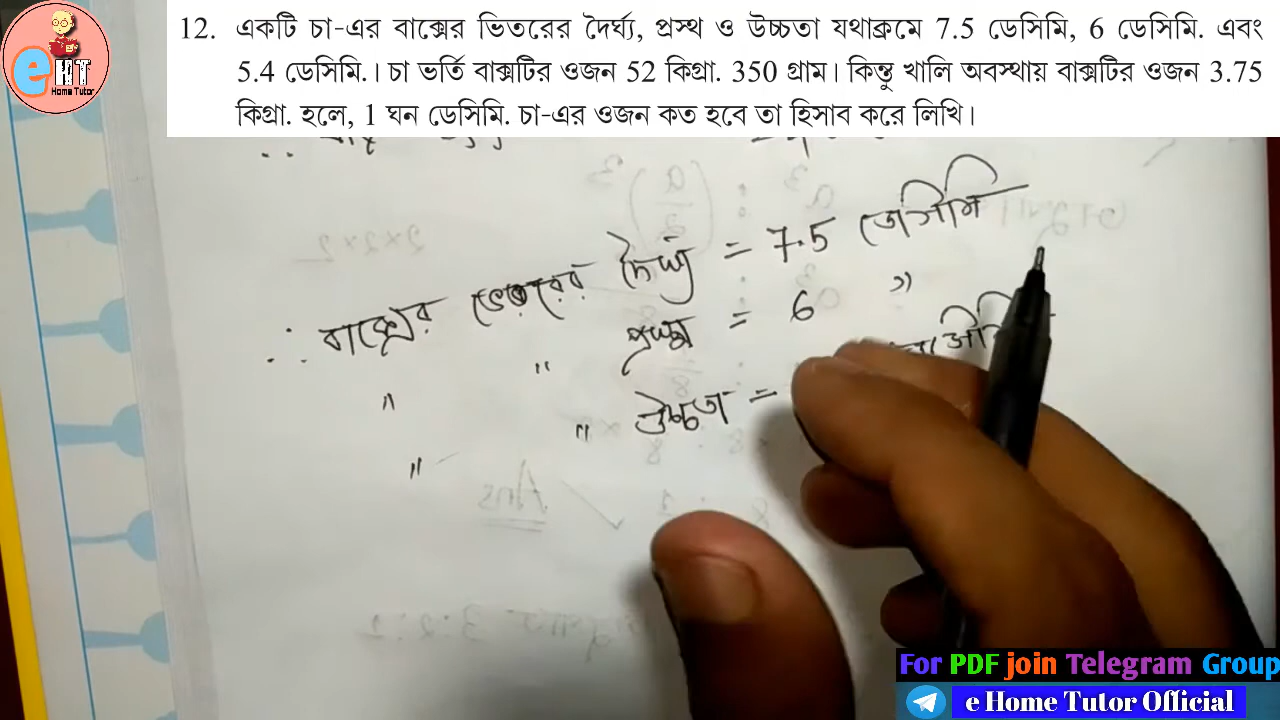 12. একটি চা-এর বাক্সের ভিতরের দৈর্ঘ্য, প্রস্থ ও উচ্চতা যথাক্রমে 7.5 ডেসিমি, 6 ডেসিমি. এবং
5.4 ডেসিমি.। চা ভর্তি বাক্সটির ওজন 52 কিগ্রা. 350 গ্রাম। কিন্তু খালি অবস্থায় বাক্সটির ওজন 3.75
কিগ্রা. হলে, 1 ঘন ডেসিমি. চা-এর ওজন কত হবে তা হিসাব করে লিখি।
e HT
Home Tutor
∴ বাক্সের ভেতরের দৈর্ঘ্য = 7.5 ডেসিমি
" " প্রস্থ = 6 "
" " উচ্চতা =
For PDF join Telegram Group
e Home Tutor Official